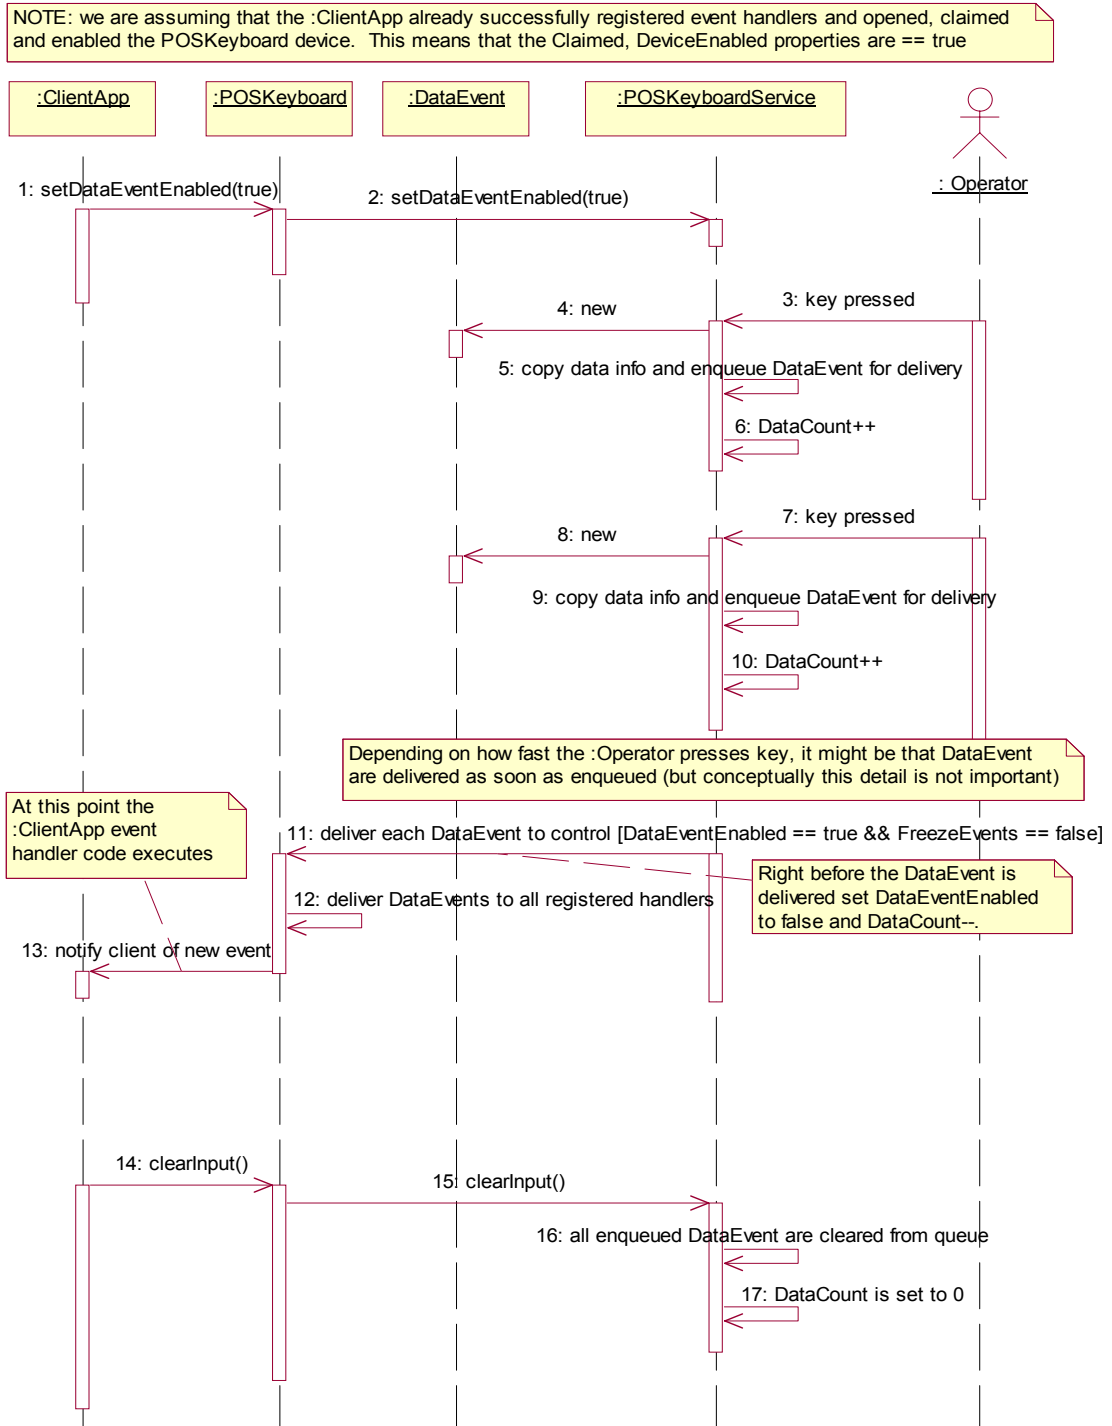 NOTE: we are assuming that the :ClientApp already successfully registered event handlers and opened, claimed
and enabled the POSKeyboard device.  This means that the Claimed, DeviceEnabled properties are == true
:ClientApp
:POSKeyboard
:DataEvent
:POSKeyboardService
: Operator
1: setDataEventEnabled(true)
2: setDataEventEnabled(true)
3: key pressed
4: new
5: copy data info and enqueue DataEvent for delivery
6: DataCount++
7: key pressed
8: new
9: copy data info and enqueue DataEvent for delivery
10: DataCount++
Depending on how fast the :Operator presses key, it might be that DataEvent
are delivered as soon as enqueued (but conceptually this detail is not important)
At this point the
:ClientApp event
handler code executes
11: deliver each DataEvent to control [DataEventEnabled == true && FreezeEvents == false]
Right before the DataEvent is
delivered set DataEventEnabled
to false and DataCount--.
12: deliver DataEvents to all registered handlers
13: notify client of new event
14: clearInput()
15: clearInput()
16: all enqueued DataEvent are cleared from queue
17: DataCount is set to 0